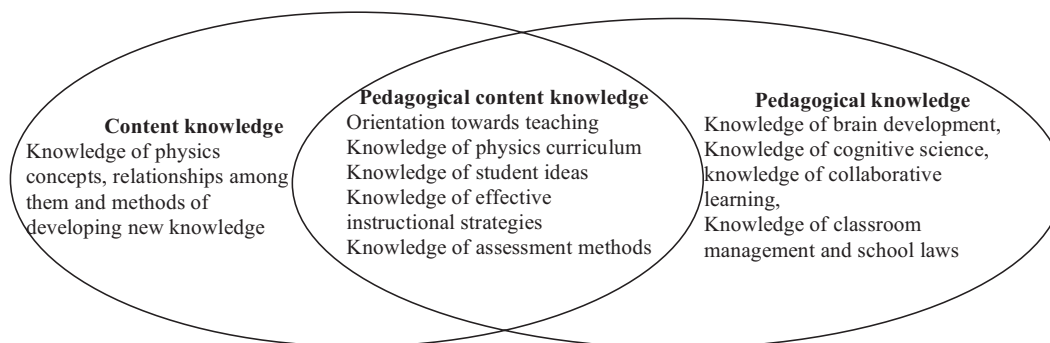 Content knowledge
Knowledge of physics
concepts, relationships among
them and methods of
developing new knowledge
Pedagogical content knowledge
Orientation towards teaching
Knowledge of physics curriculum
Knowledge of student ideas
Knowledge of effective
instructional strategies
Knowledge of assessment methods
Pedagogical knowledge
Knowledge of brain development,
Knowledge of cognitive science,
knowledge of collaborative
learning,
Knowledge of classroom
management and school laws